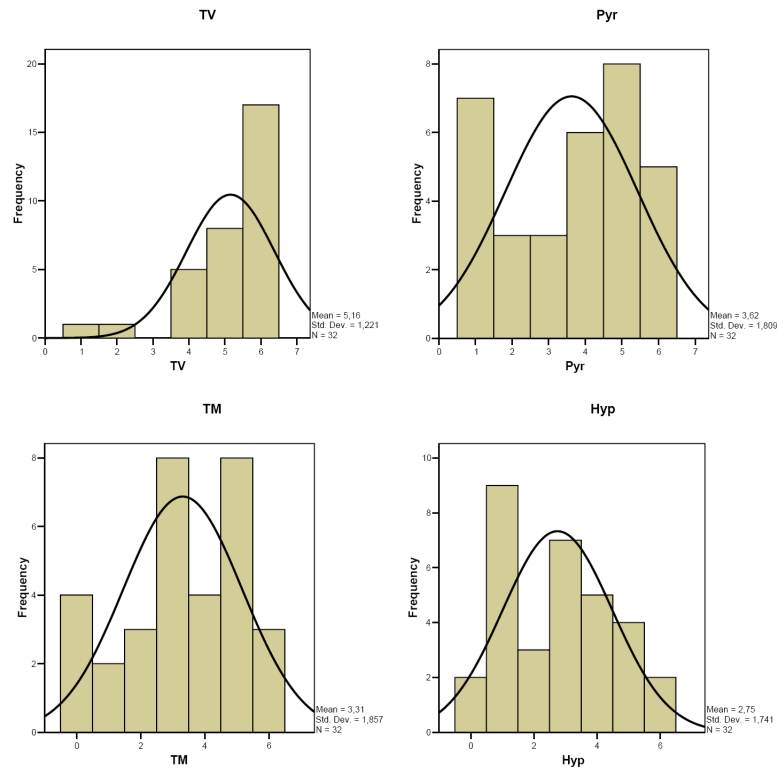 TV
Frequency
20
15
10
5
0
0 1 2 3 4 5 6 7
TV
Mean = 5,16
Std. Dev. = 1,221
N = 32
Pyr
Frequency
8
6
4
2
0
0 1 2 3 4 5 6 7
Pyr
Mean = 3,62
Std. Dev. = 1,809
N = 32
TM
Frequency
8
6
4
2
0
0 2 4 6
TM
Mean = 3,31
Std. Dev. = 1,857
N = 32
Hyp
Frequency
10
8
6
4
2
0
0 2 4 6
Hyp
Mean = 2,75
Std. Dev. = 1,741
N = 32